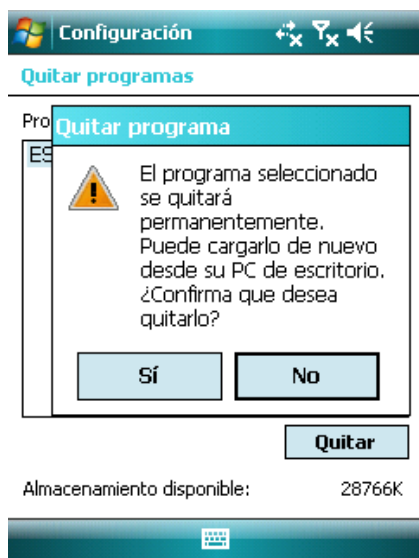 Configuración
Quitar programas
Pro
Quitar programa
ES
El programa seleccionado
se quitará
permanentemente.
Puede cargarlo de nuevo
desde su PC de escritorio.
¿Confirma que desea
quitarlo?
Sí
No
Quitar
Almacenamiento disponible: 28766K